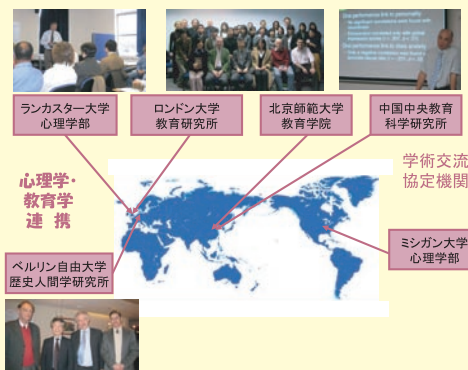 ランカスター大学
心理学部
ロンドン大学
教育研究所
北京師範大学
教育学院
中国中央教育
科学研究所
心理学・
教育学
連 携
学術交流
協定機関
ミシガン大学
心理学部
ベルリン自由大学
歴史人間学研究所